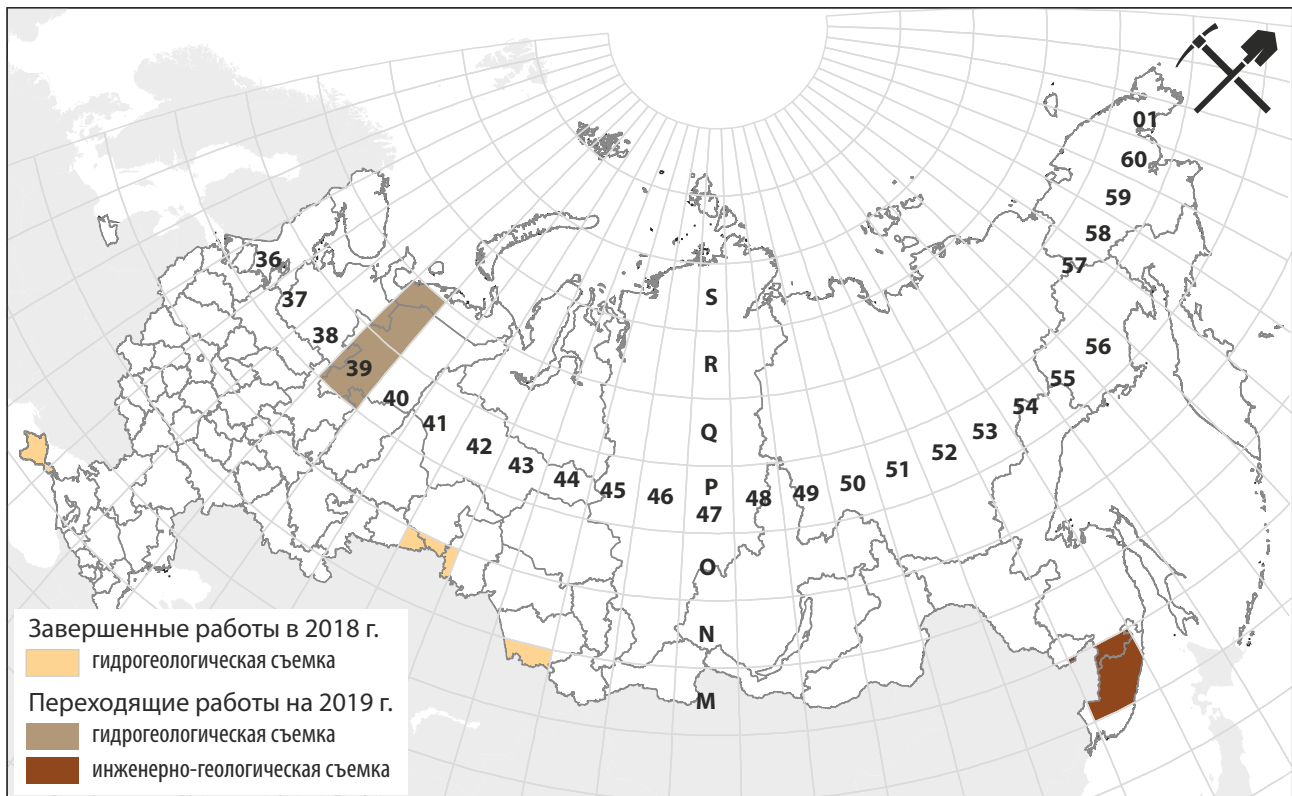 01
60
59
58
57
36
37
38
39
40
41
42
43
44
45
46
S
R
Q
P
47
48
49
50
51
52
53
54
55
56
O
N
M
Завершенные работы в 2018 г.
гидрогеологическая съемка
Переходящие работы на 2019 г.
гидрогеологическая съемка
инженерно-геологическая съемка